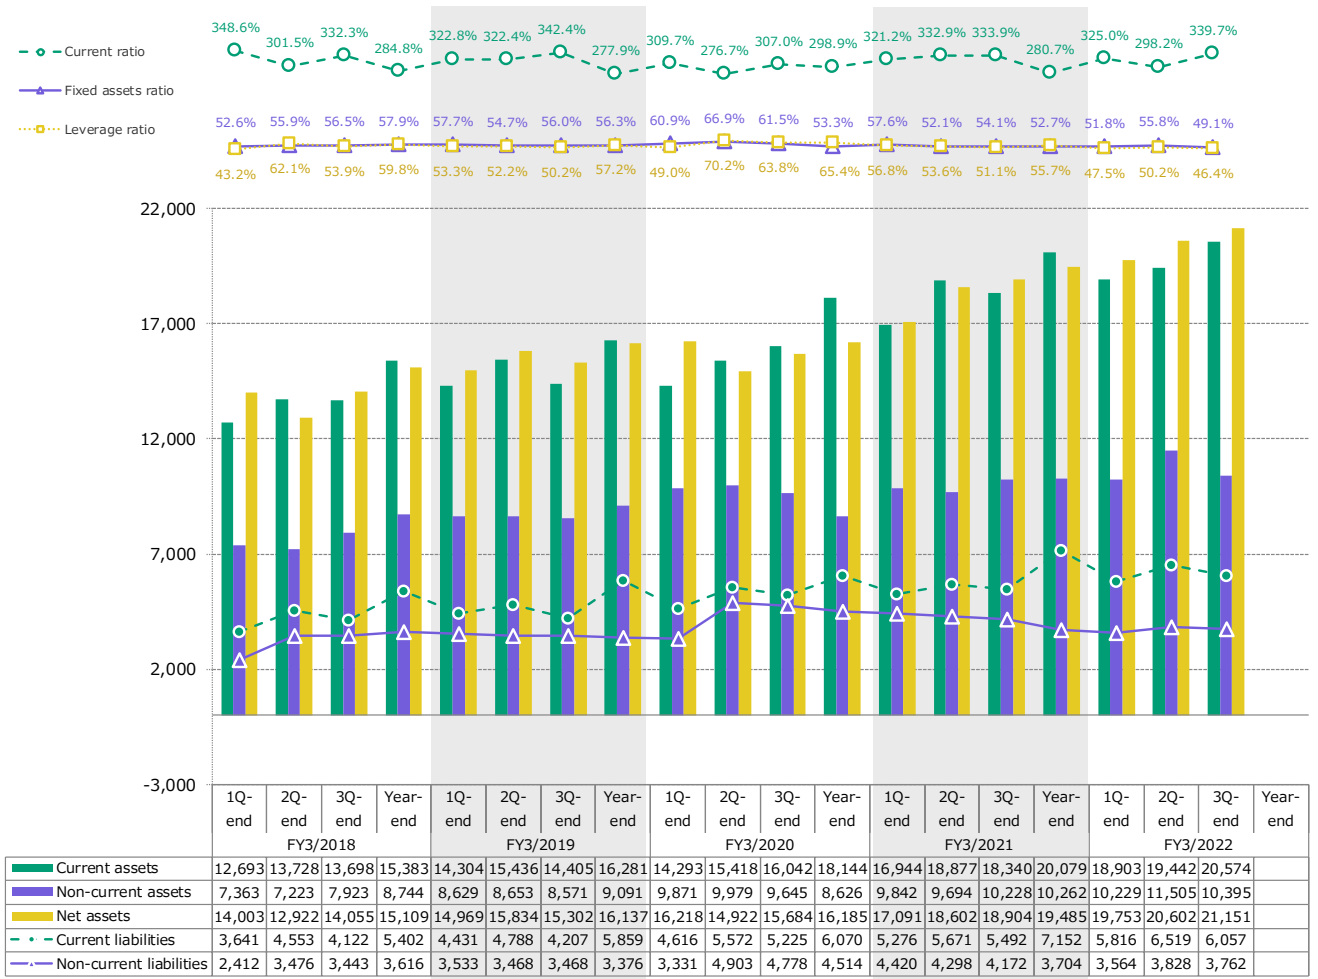 348.6% 301.5% 332.3% 284.8% 322.8% 322.4% 342.4% 277.9% 309.7% 276.7% 307.0% 298.9% 321.2% 332.9% 333.9% 280.7% 325.0% 298.2% 339.7%
Current ratio
Fixed assets ratio
52.6% 55.9% 56.5% 57.9% 57.7% 54.7% 56.0% 56.3% 60.9% 66.9% 61.5% 53.3% 57.6% 52.1% 54.1% 52.7% 51.8% 55.8% 49.1%
Leverage ratio
43.2% 62.1% 53.9% 59.8% 53.3% 52.2% 50.2% 57.2% 49.0% 70.2% 63.8% 65.4% 56.8% 53.6% 51.1% 55.7% 47.5% 50.2% 46.4%
22,000
17,000
12,000
7,000
2,000
-3,000
1Q-end 2Q-end 3Q-end Year-end 1Q-end 2Q-end 3Q-end Year-end 1Q-end 2Q-end 3Q-end Year-end 1Q-end 2Q-end 3Q-end Year-end 1Q-end 2Q-end 3Q-end Year-end
FY3/2018 FY3/2019 FY3/2020 FY3/2021 FY3/2022
Current assets 12,693 13,728 13,698 15,383 14,304 15,436 14,405 16,281 14,293 15,418 16,042 18,144 16,944 18,877 18,340 20,079 18,903 19,442 20,574
Non-current assets 7,363 7,223 7,923 8,744 8,629 8,653 8,571 9,091 9,871 9,979 9,645 8,626 9,842 9,694 10,228 10,262 10,229 11,505 10,395
Net assets 14,003 12,922 14,055 15,109 14,969 15,834 15,302 16,137 16,218 14,922 15,684 16,185 17,091 18,602 18,904 19,485 19,753 20,602 21,151
Current liabilities 3,641 4,553 4,122 5,402 4,431 4,788 4,207 5,859 4,616 5,572 5,225 6,070 5,276 5,671 5,492 7,152 5,816 6,519 6,057
Non-current liabilities 2,412 3,476 3,443 3,616 3,533 3,468 3,468 3,376 3,331 4,903 4,778 4,514 4,420 4,298 4,172 3,704 3,564 3,828 3,762